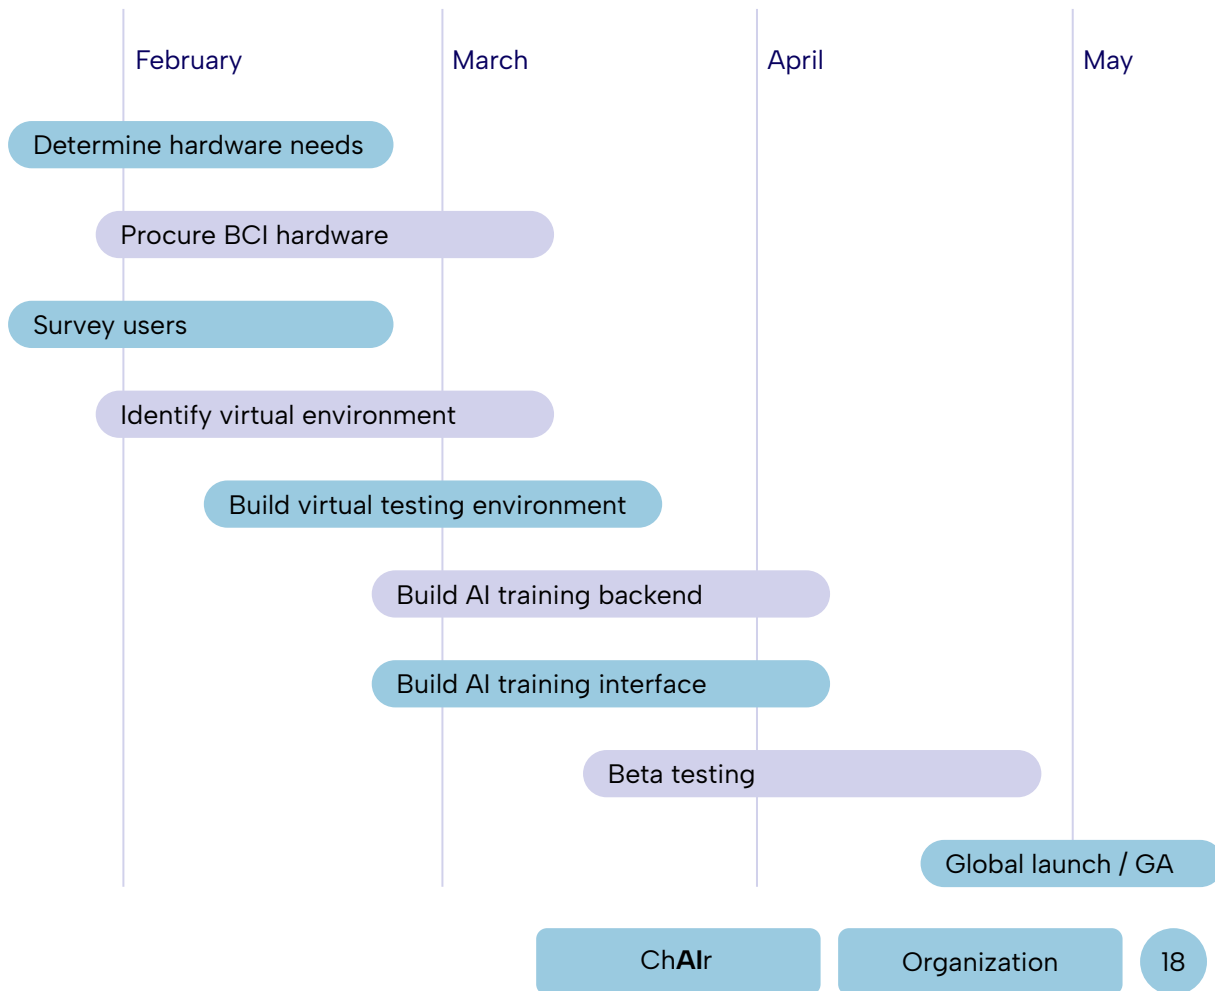 February March April May
Determine hardware needs
Procure BCI hardware
Survey users
Identify virtual environment
Build virtual testing environment
Build AI training backend
Build AI training interface
Beta testing
Global launch / GA
ChAIr Organization 18